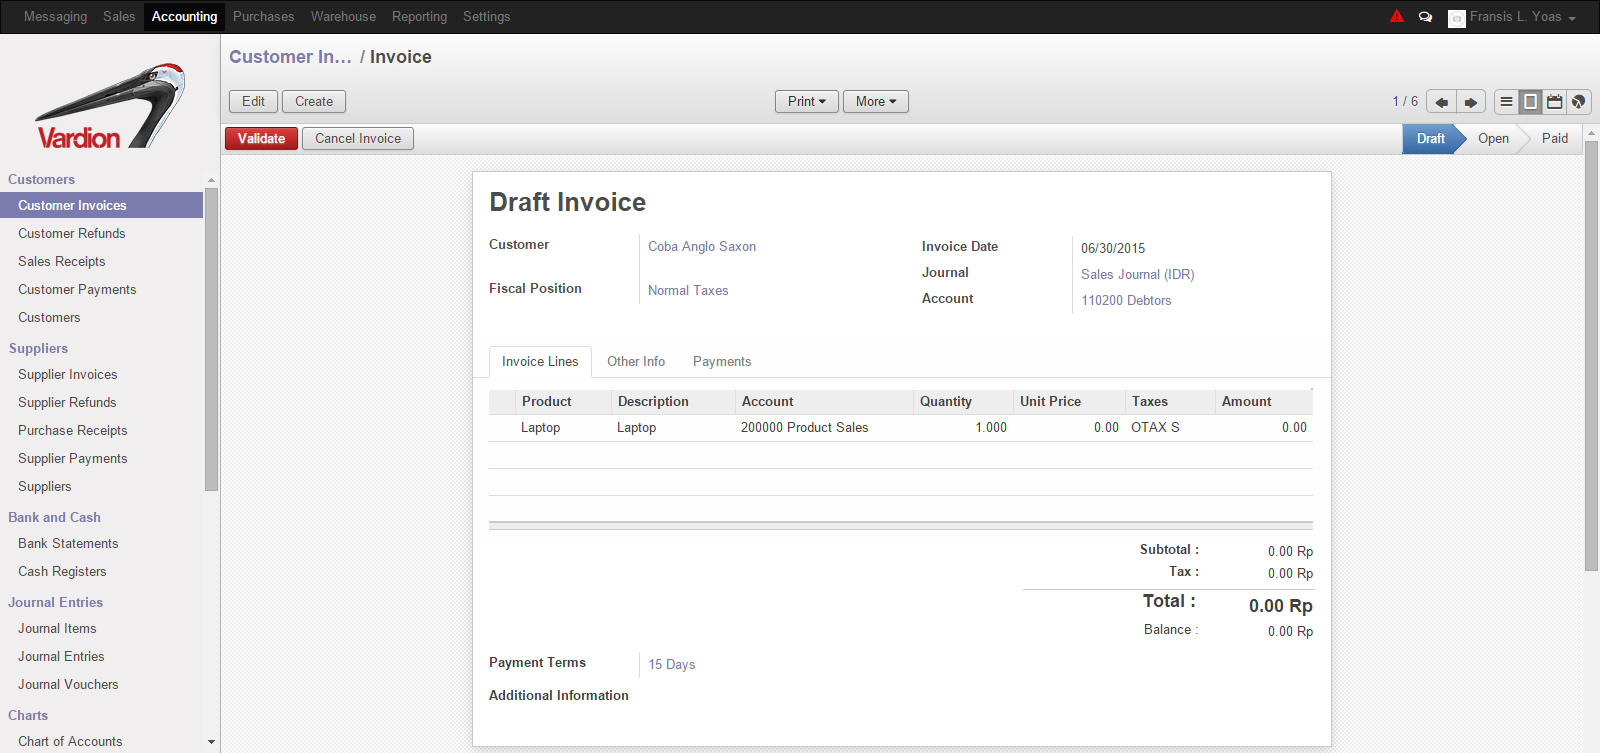 Messaging Sales Accounting Purchases Warehouse Reporting Settings Fransis L. Yoas
Vardion
Customers
Customer Invoices
Customer Refunds
Sales Receipts
Customer Payments
Customers
Suppliers
Supplier Invoices
Supplier Refunds
Purchase Receipts
Supplier Payments
Suppliers
Bank and Cash
Bank Statements
Cash Registers
Journal Entries
Journal Items
Journal Entries
Journal Vouchers
Charts
Chart of Accounts
Customer In... / Invoice
Edit Create Print More 1 / 6
Validate Cancel Invoice Draft Open Paid
Draft Invoice
Customer Coba Anglo Saxon
Fiscal Position Normal Taxes
Invoice Date 06/30/2015
Journal Sales Journal (IDR)
Account 110200 Debtors
Invoice Lines Other Info Payments
Product Description Account Quantity Unit Price Taxes Amount
Laptop Laptop 200000 Product Sales 1.000 0.00 OTAX S 0.00
Subtotal : 0.00 Rp
Tax : 0.00 Rp
Total : 0.00 Rp
Balance : 0.00 Rp
Payment Terms 15 Days
Additional Information